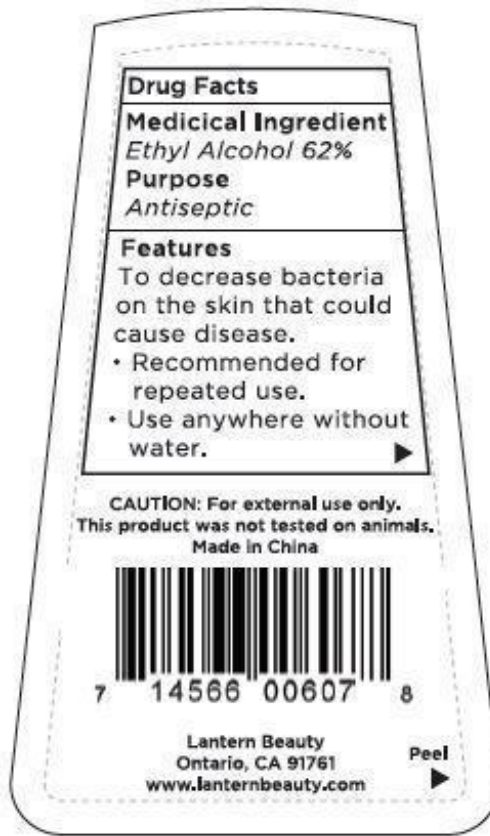 Drug Facts
Medicical Ingredient
Ethyl Alcohol 62%
Purpose
Antiseptic
Features
To decrease bacteria
on the skin that could
cause disease.
• Recommended for
repeated use.
• Use anywhere without
water.
CAUTION: For external use only.
This product was not tested on animals.
Made in China
7 14566 00607 8
Lantern Beauty
Ontario, CA 91761
www.lanternbeauty.com
Peel